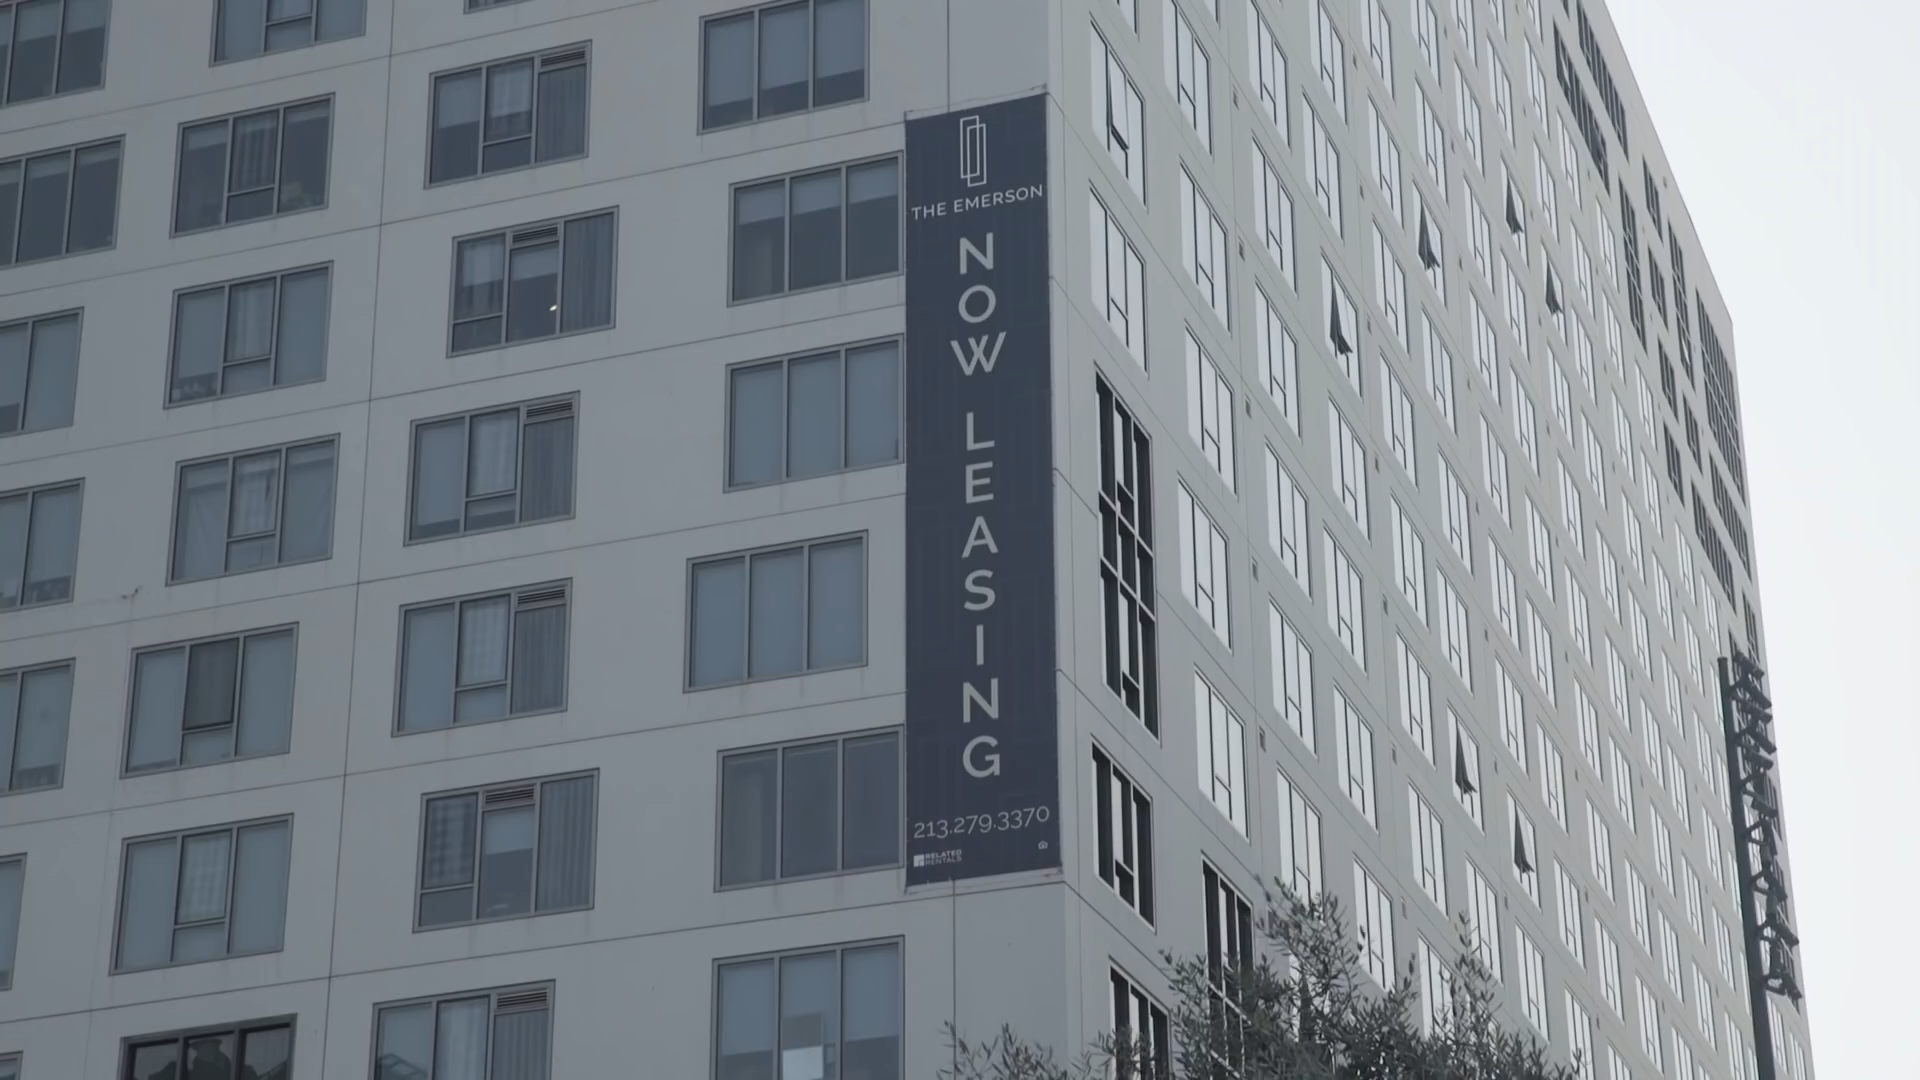 THE EMERSON
NOW LEASING
213.279.3370
RELATED
RENTALS